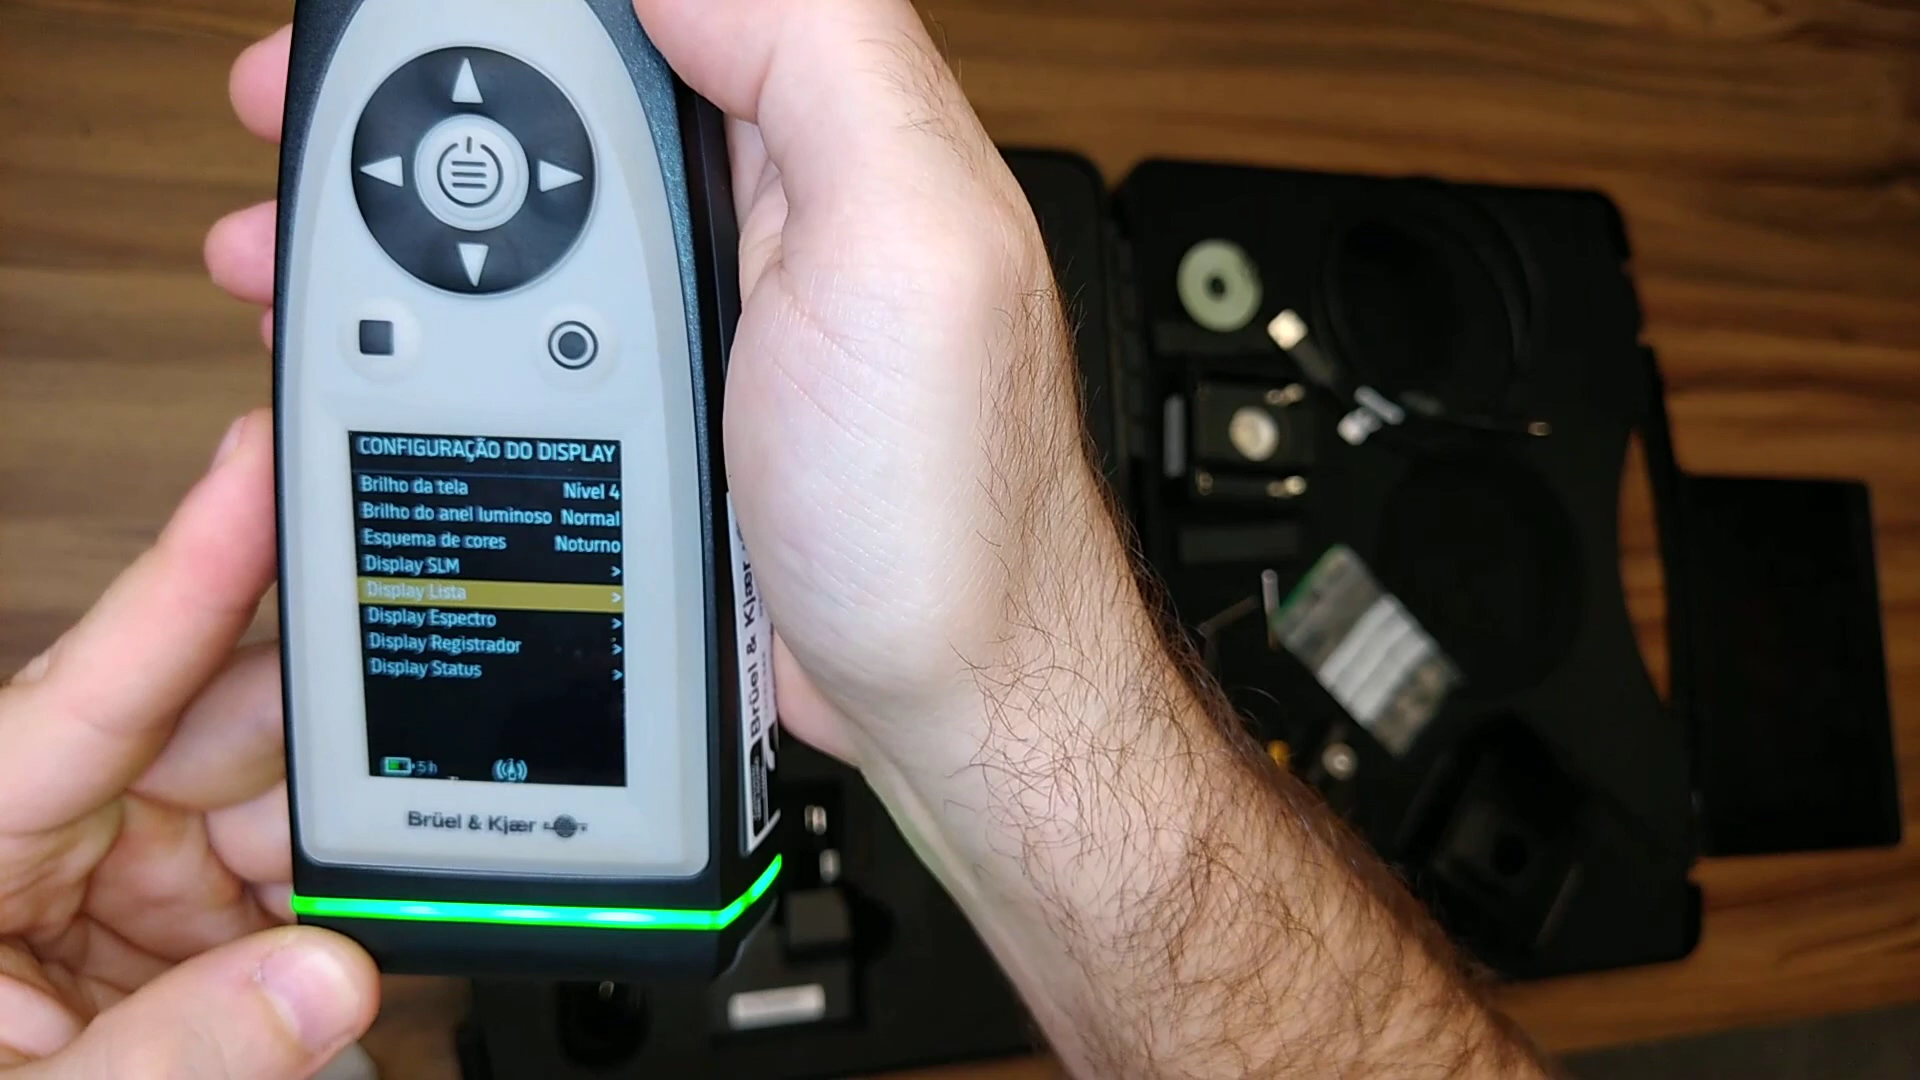 CONFIGURAÇÃO DO DISPLAY
Brilho da tela Nível 4
Brilho do anel luminoso Normal
Esquema de cores Noturno
Display SLM >
Display Lista >
Display Espectro >
Display Registrador >
Display Status >
5 h
Brüel & Kjær
Brüel & Kjær